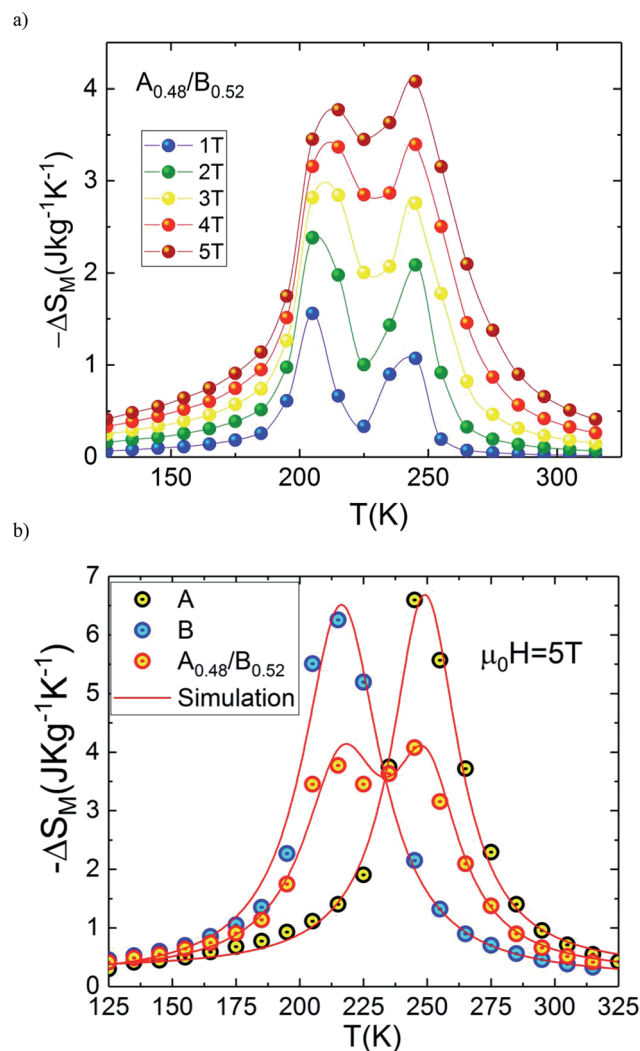 a)
A0.48/B0.52
1T
2T
3T
4T
5T
−ΔSM(Jkg-1K-1)
4
3
2
1
0
150 200 250 300
T(K)
b)
A
B
A0.48/B0.52
Simulation
μ0H=5T
-ΔSM(JKg-1K-1)
7
6
5
4
3
2
1
0
125 150 175 200 225 250 275 300 325
T(K)